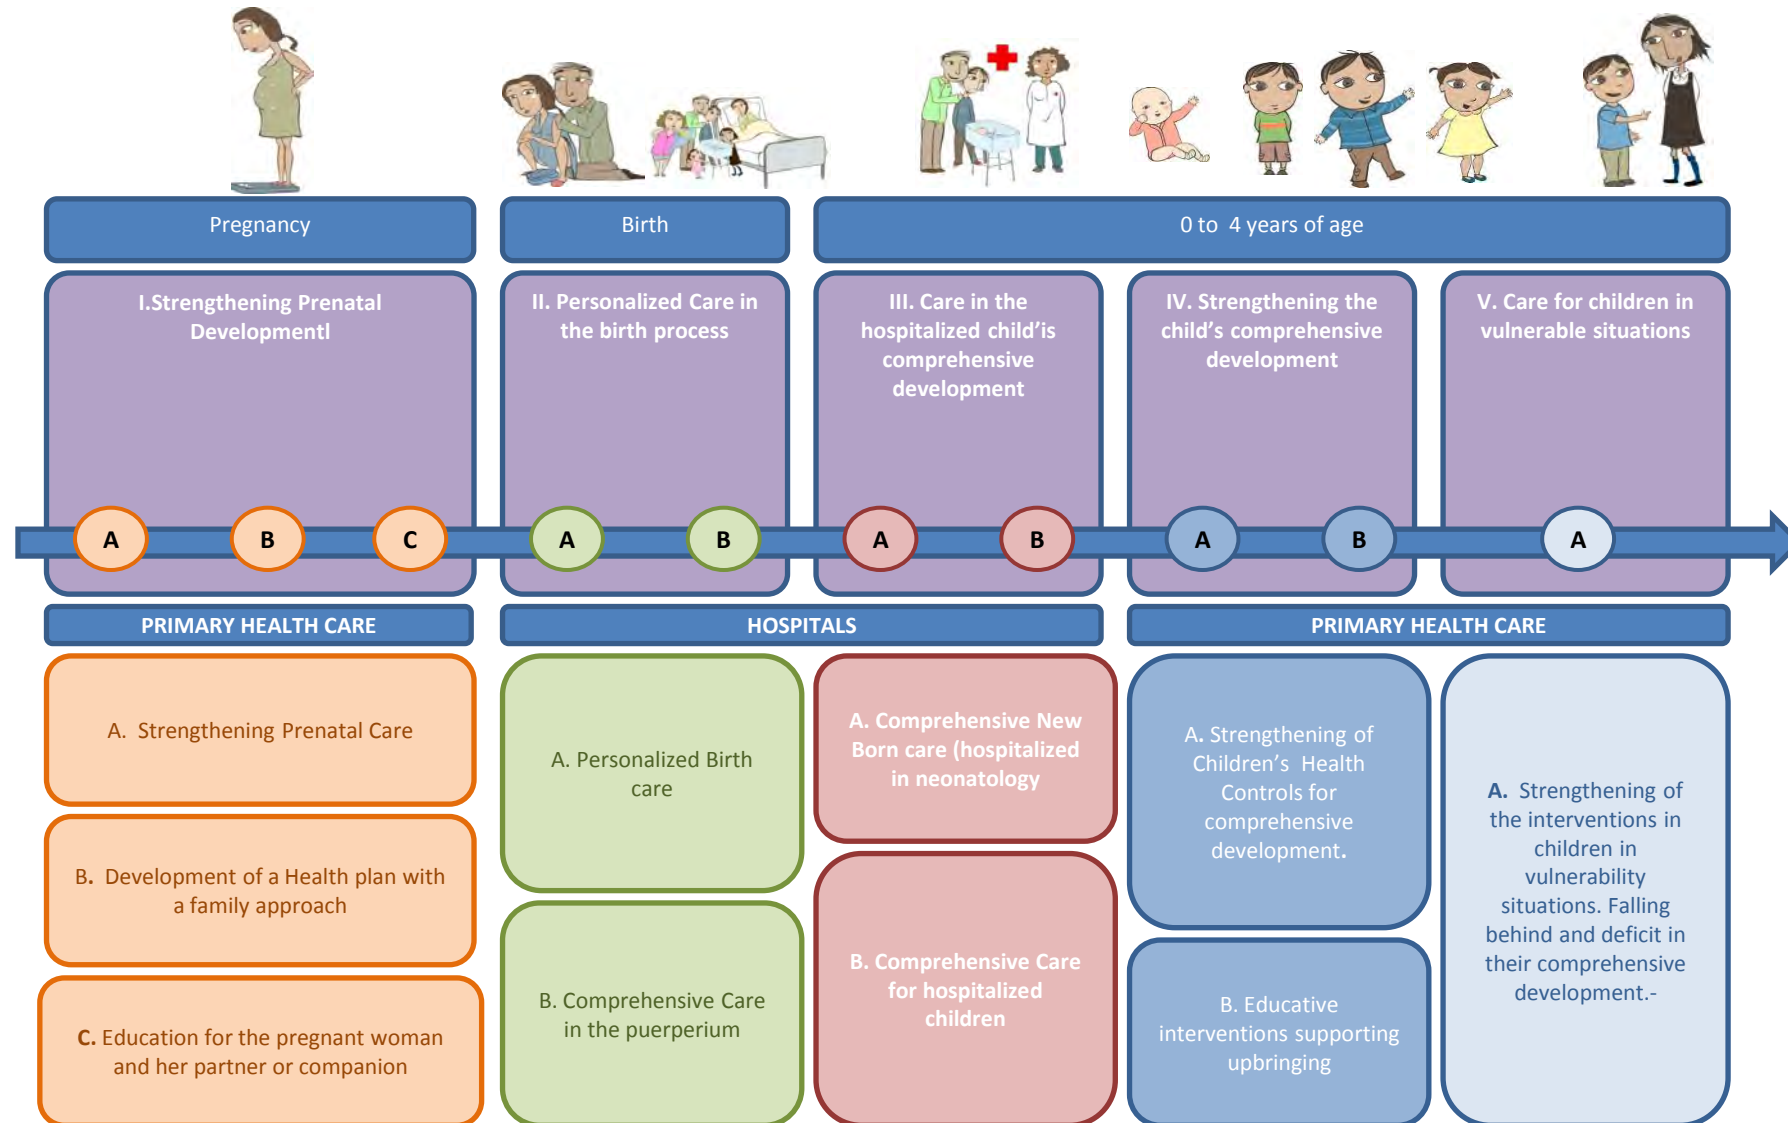 Pregnancy
Birth
0 to  4 years of age
I.Strengthening Prenatal
Developmentl
II. Personalized Care in
the birth process
III. Care in the
hospitalized child'is
comprehensive
development
IV. Strengthening the
child's comprehensive
development
V. Care for children in
vulnerable situations
A
B
C
A
B
A
B
A
B
A
PRIMARY HEALTH CARE
HOSPITALS
PRIMARY HEALTH CARE
A.  Strengthening Prenatal Care
B.  Development of a Health plan with
a family approach
C. Education for the pregnant woman
and her partner or companion
A. Personalized Birth
care
B. Comprehensive Care
in the puerperium
A. Comprehensive New
Born care (hospitalized
in neonatology
B. Comprehensive Care
for hospitalized
children
A. Strengthening of
Children's  Health
Controls for
comprehensive
development.
B. Educative
interventions supporting
upbringing
A.  Strengthening of
the interventions in
children in
vulnerability
situations. Falling
behind and deficit in
their comprehensive
development.-